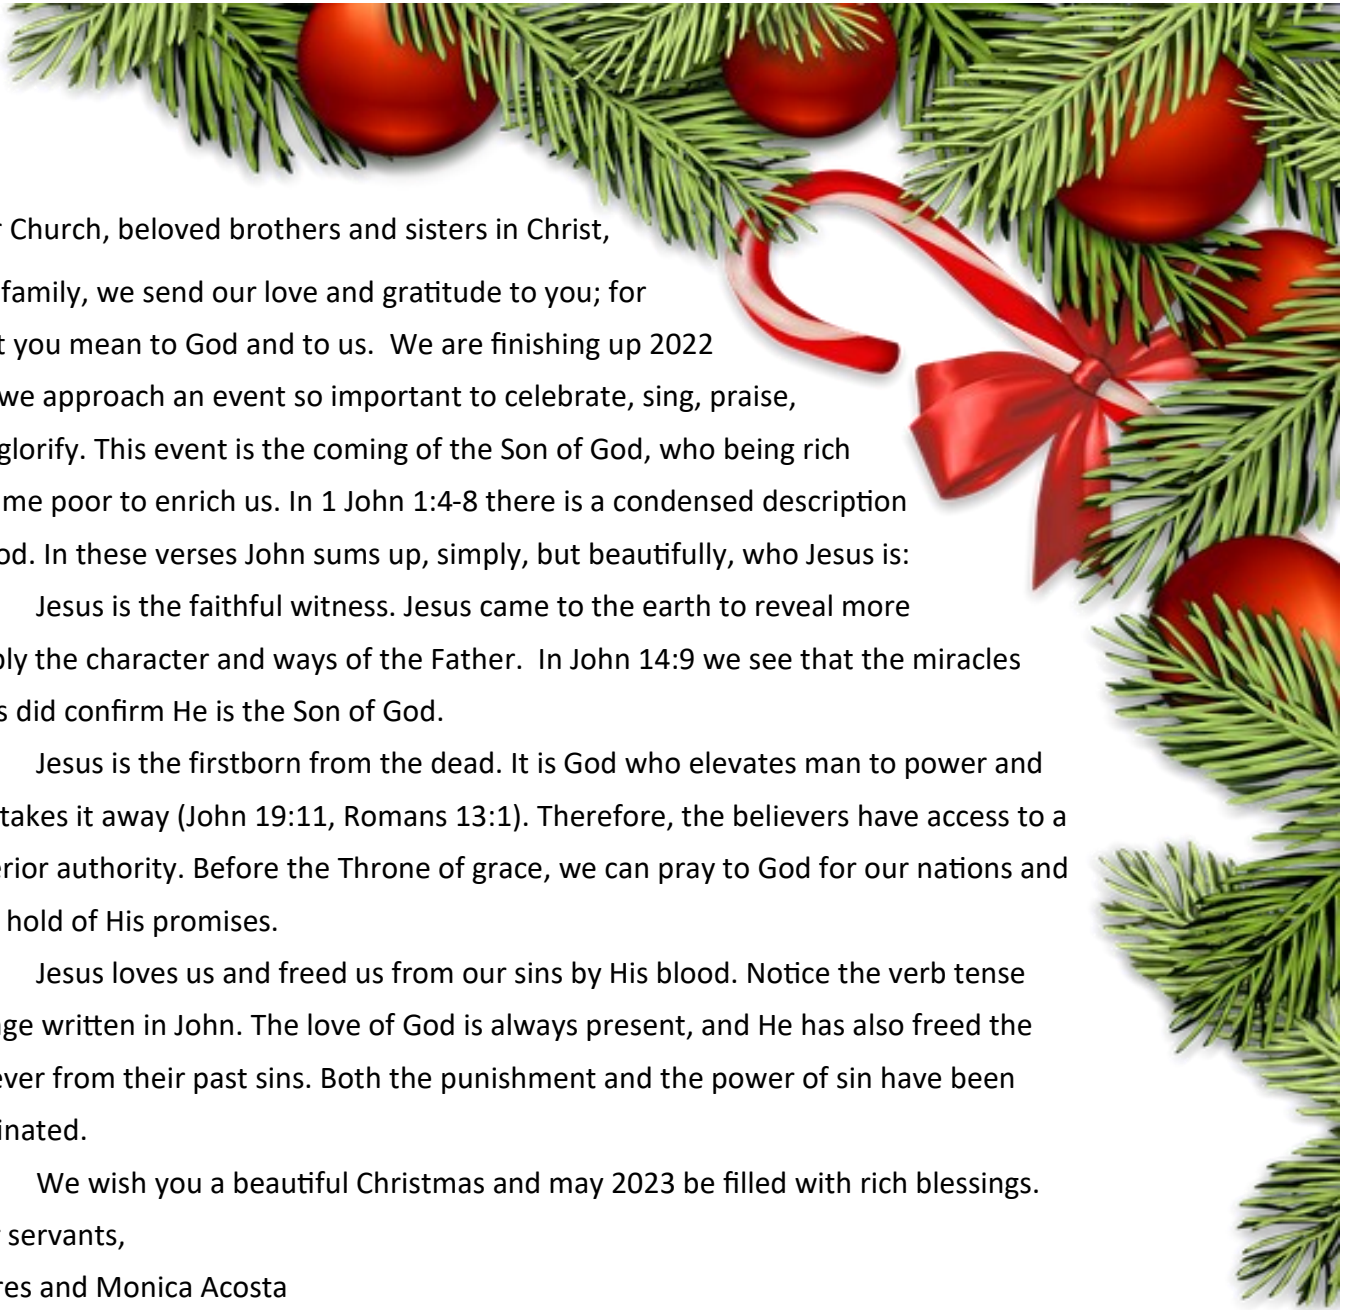 r Church, beloved brothers and sisters in Christ,
family, we send our love and gratitude to you; for
t you mean to God and to us.  We are finishing up 2022
we approach an event so important to celebrate, sing, praise,
glorify. This event is the coming of the Son of God, who being rich
me poor to enrich us. In 1 John 1:4-8 there is a condensed description
od. In these verses John sums up, simply, but beautifully, who Jesus is:
Jesus is the faithful witness. Jesus came to the earth to reveal more
ply the character and ways of the Father.  In John 14:9 we see that the miracles
s did confirm He is the Son of God.
Jesus is the firstborn from the dead. It is God who elevates man to power and
takes it away (John 19:11, Romans 13:1). Therefore, the believers have access to a
erior authority. Before the Throne of grace, we can pray to God for our nations and
hold of His promises.
Jesus loves us and freed us from our sins by His blood. Notice the verb tense
nge written in John. The love of God is always present, and He has also freed the
ever from their past sins. Both the punishment and the power of sin have been
inated.
We wish you a beautiful Christmas and may 2023 be filled with rich blessings.
r servants,
res and Monica Acosta